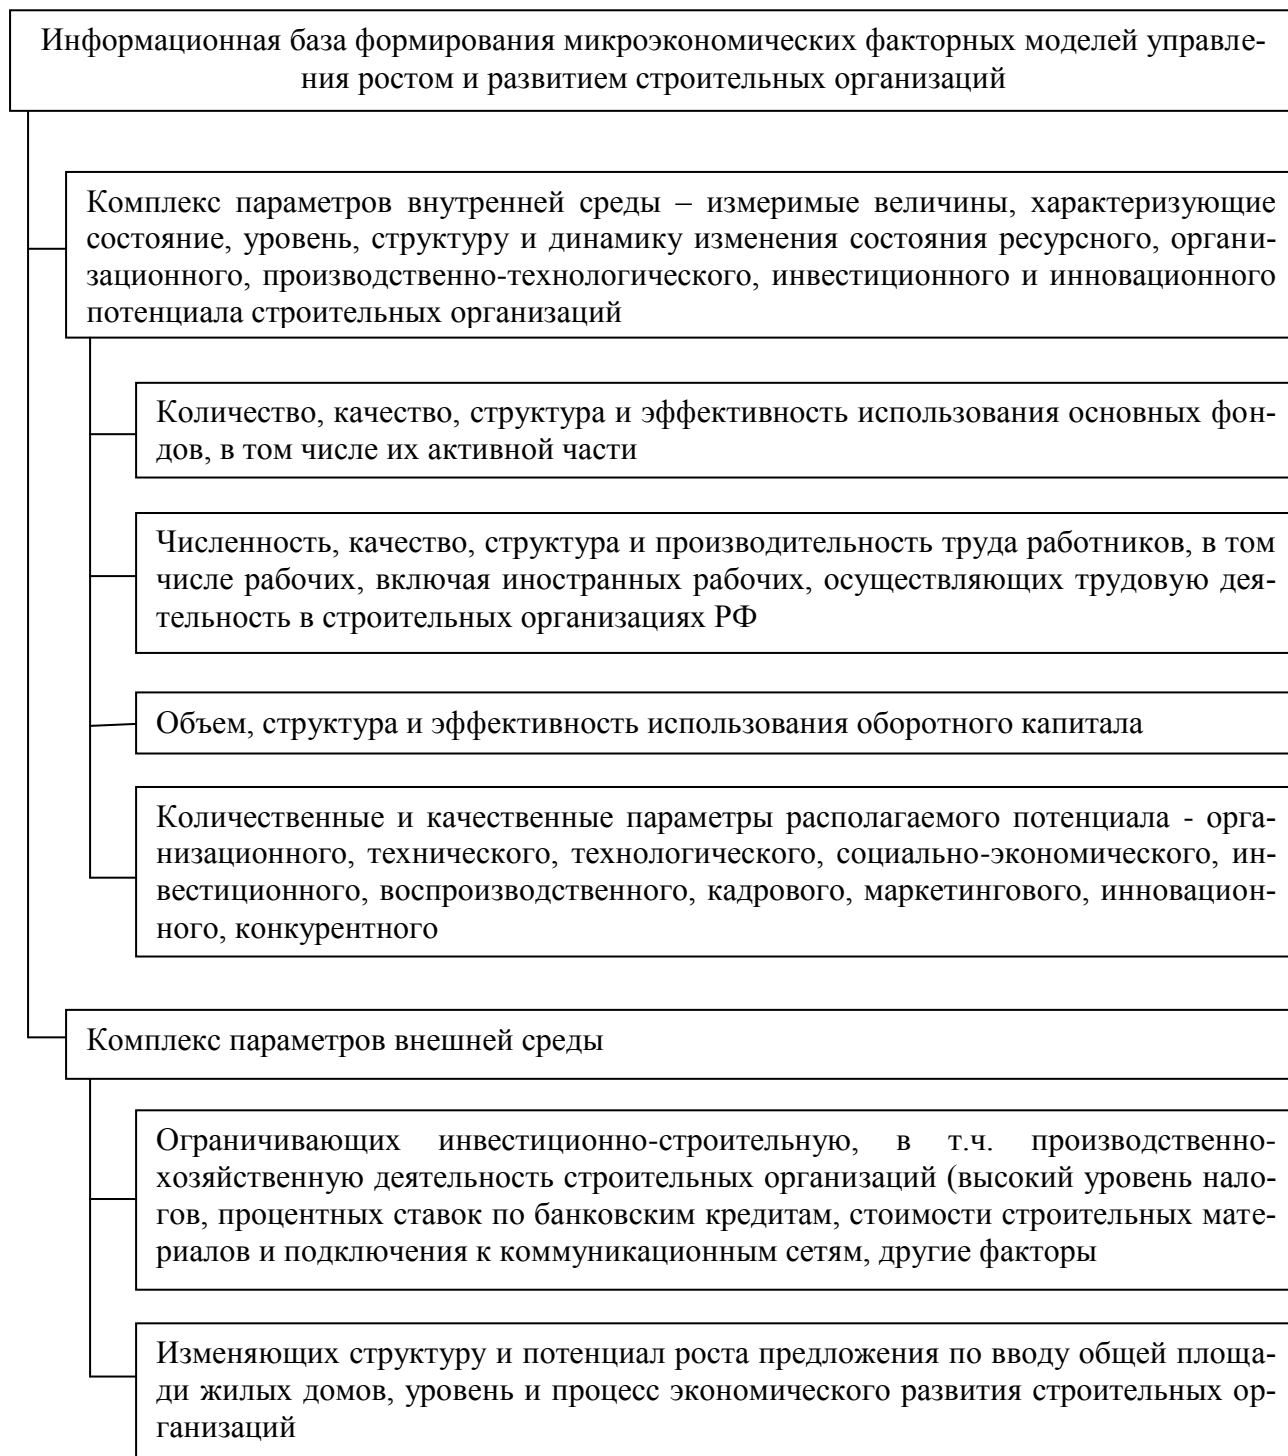 Информационная база формирования микроэкономических факторных моделей управле-
ния ростом и развитием строительных организаций
Комплекс параметров внутренней среды – измеримые величины, характеризующие
состояние, уровень, структуру и динамику изменения состояния ресурсного, органи-
зационного, производственно-технологического, инвестиционного и инновационного
потенциала строительных организаций
Количество, качество, структура и эффективность использования основных фон-
дов, в том числе их активной части
Численность, качество, структура и производительность труда работников, в том
числе рабочих, включая иностранных рабочих, осуществляющих трудовую дея-
тельность в строительных организациях РФ
Объем, структура и эффективность использования оборотного капитала
Количественные и качественные параметры располагаемого потенциала - орга-
низационного, технического, технологического, социально-экономического, ин-
вестиционного, воспроизводственного, кадрового, маркетингового, инновацион-
ного, конкурентного
Комплекс параметров внешней среды
Ограничивающих инвестиционно-строительную, в т.ч. производственно-
хозяйственную деятельность строительных организаций (высокий уровень нало-
гов, процентных ставок по банковским кредитам, стоимости строительных мате-
риалов и подключения к коммуникационным сетям, другие факторы
Изменяющих структуру и потенциал роста предложения по вводу общей площа-
ди жилых домов, уровень и процесс экономического развития строительных ор-
ганизаций